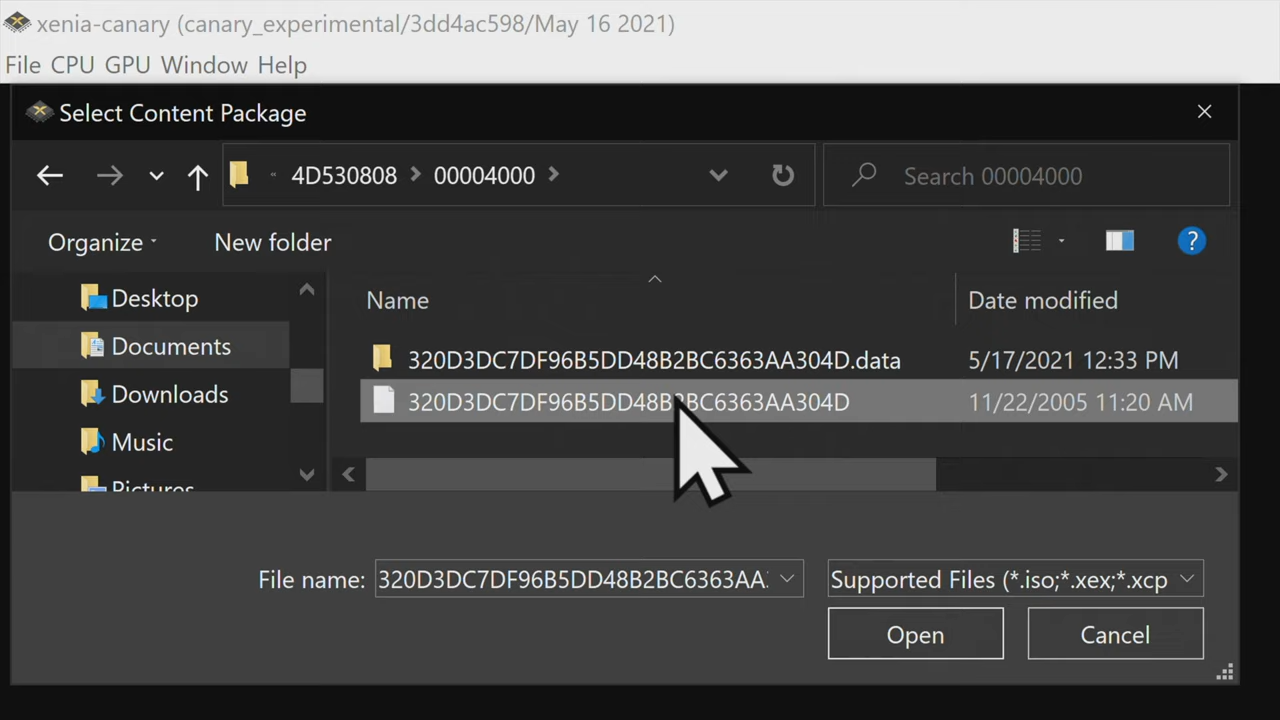 xenia-canary (canary_experimental/3dd4ac598/May 16 2021)
File CPU GPU Window Help
Select Content Package
« 4D530808 00004000
Search 00004000
Organize New folder
?
Desktop
Documents
Downloads
Music
Pictures
Name Date modified
320D3DC7DF96B5DD48B2BC6363AA304D.data 5/17/2021 12:33 PM
320D3DC7DF96B5DD48B2BC6363AA304D 11/22/2005 11:20 AM
File name: 320D3DC7DF96B5DD48B2BC6363AA
Supported Files (*.iso;*.xex;*.xcp
Open Cancel